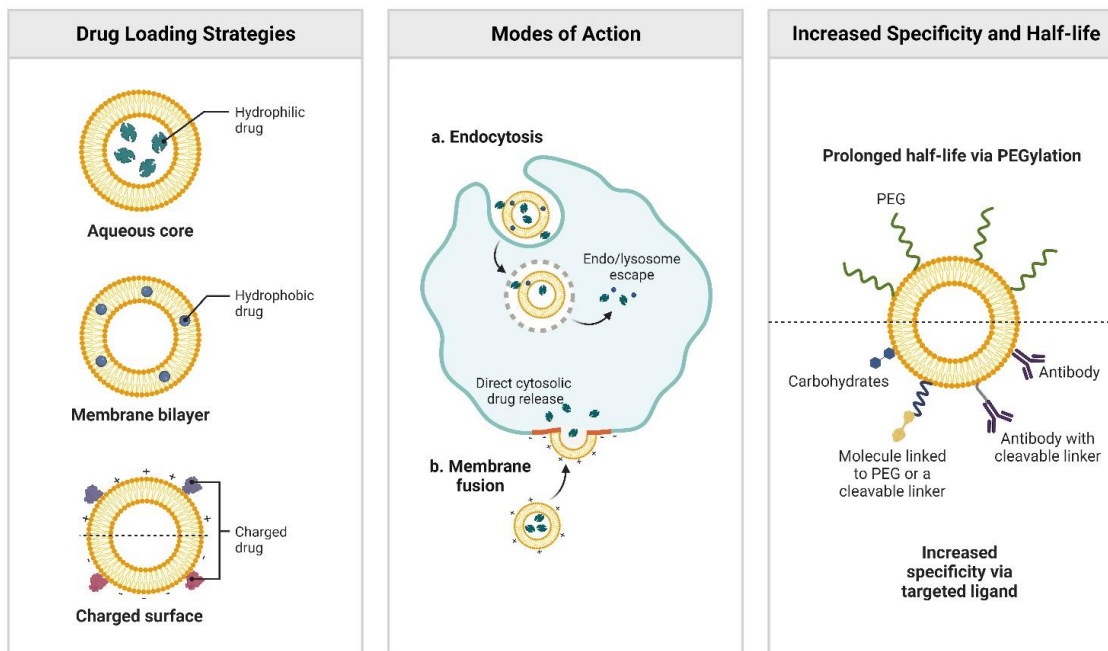 Drug Loading Strategies
Hydrophilic
drug
Aqueous core
Hydrophobic
drug
Membrane bilayer
+
+
+
+
+
-
-
-
-
-
Charged
drug
Charged surface
Modes of Action
a. Endocytosis
Endo/lysosome
escape
Direct cytosolic
drug release
b. Membrane
fusion
Increased Specificity and Half-life
Prolonged half-life via PEGylation
PEG
Carbohydrates
Antibody
Molecule linked
to PEG or a
cleavable linker
Antibody with
cleavable linker
Increased
specificity via
targeted ligand